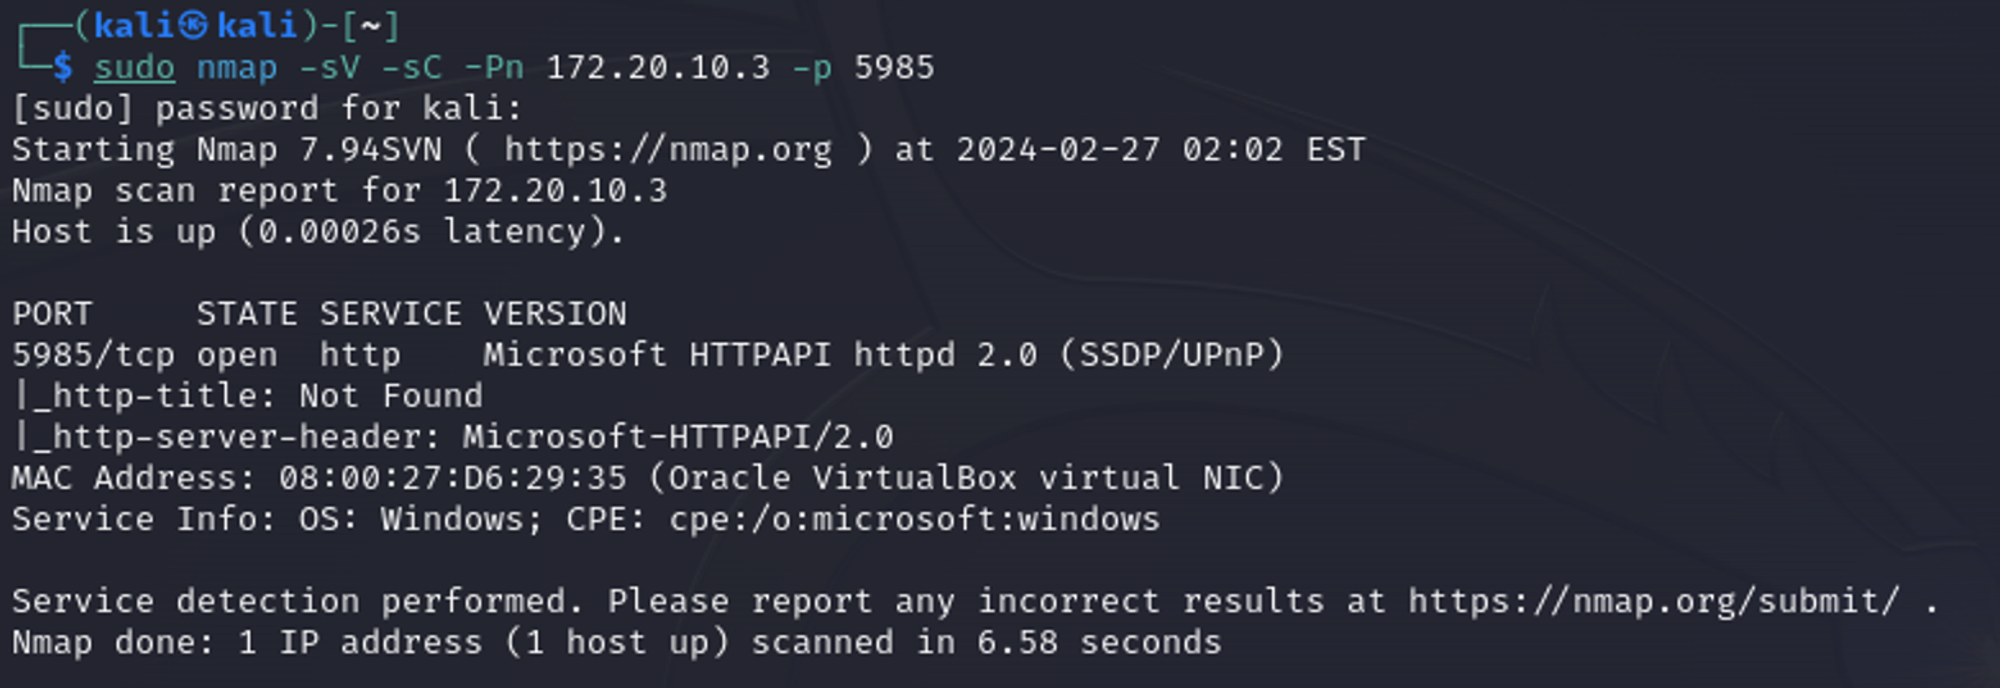 ┌──(kali㉿kali)-[~]
└─$ sudo nmap -sV -sC -Pn 172.20.10.3 -p 5985
[sudo] password for kali:
Starting Nmap 7.94SVN ( https://nmap.org ) at 2024-02-27 02:02 EST
Nmap scan report for 172.20.10.3
Host is up (0.00026s latency).

PORT     STATE SERVICE VERSION
5985/tcp open  http    Microsoft HTTPAPI httpd 2.0 (SSDP/UPnP)
|_http-title: Not Found
|_http-server-header: Microsoft-HTTPAPI/2.0
MAC Address: 08:00:27:D6:29:35 (Oracle VirtualBox virtual NIC)
Service Info: OS: Windows; CPE: cpe:/o:microsoft:windows

Service detection performed. Please report any incorrect results at https://nmap.org/submit/ .
Nmap done: 1 IP address (1 host up) scanned in 6.58 seconds